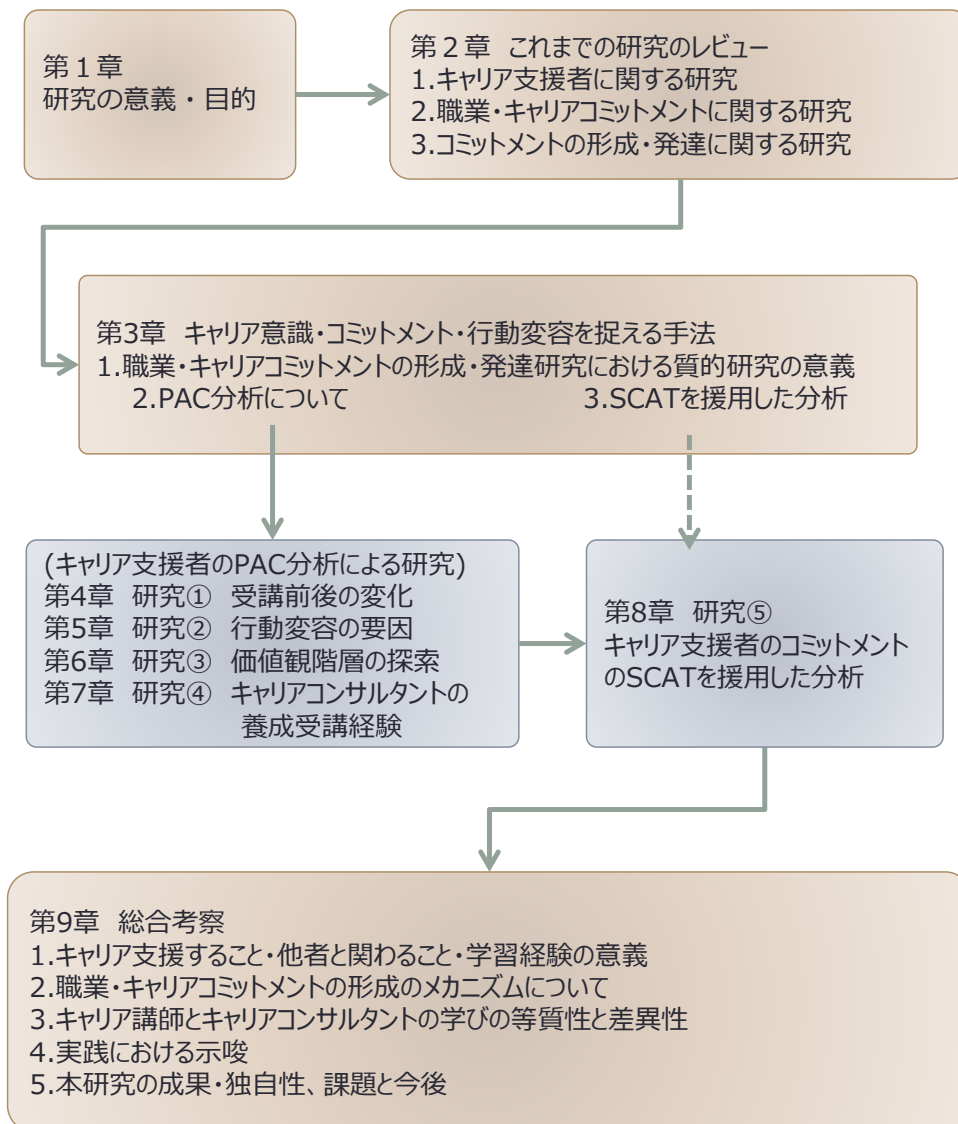 第１章
研究の意義・目的
第２章 これまでの研究のレビュー
1.キャリア支援者に関する研究
2.職業・キャリアコミットメントに関する研究
3.コミットメントの形成・発達に関する研究
第3章 キャリア意識・コミットメント・行動変容を捉える手法
1.職業・キャリアコミットメントの形成・発達研究における質的研究の意義
2.PAC分析について 3.SCATを援用した分析
(キャリア支援者のPAC分析による研究)
第4章 研究① 受講前後の変化
第5章 研究② 行動変容の要因
第6章 研究③ 価値観階層の探索
第7章 研究④ キャリアコンサルタントの
養成受講経験
第8章 研究⑤
キャリア支援者のコミットメント
のSCATを援用した分析
第9章 総合考察
1.キャリア支援すること・他者と関わること・学習経験の意義
2.職業・キャリアコミットメントの形成のメカニズムについて
3.キャリア講師とキャリアコンサルタントの学びの等質性と差異性
4.実践における示唆
5.本研究の成果・独自性、課題と今後